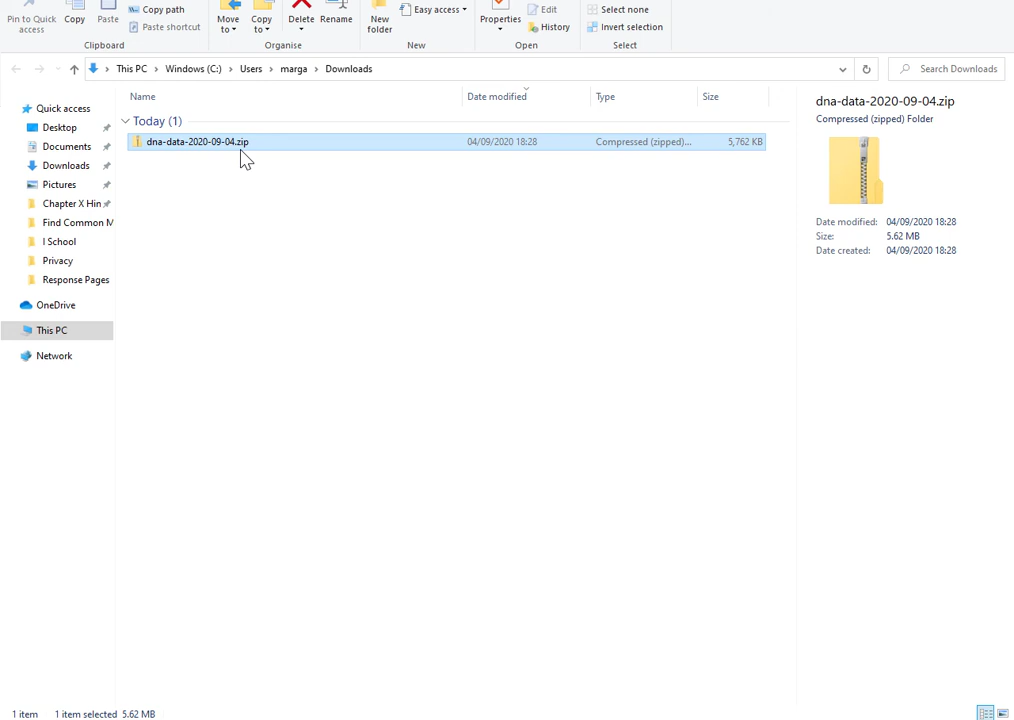 Pin to Quick access
Copy
Paste
Copy path
Paste shortcut
Clipboard
Move to
Copy to
Delete
Rename
Organise
New folder
Easy access
New
Properties
Edit
History
Open
Select none
Invert selection
Select
This PC > Windows (C:) > Users > marga > Downloads
Search Downloads
Name
Date modified
Type
Size
Today (1)
dna-data-2020-09-04.zip 04/09/2020 18:28 Compressed (zipped)... 5,762 KB
Quick access
Desktop
Documents
Downloads
Pictures
Chapter X Hin
Find Common M
I School
Privacy
Response Pages
OneDrive
This PC
Network
dna-data-2020-09-04.zip
Compressed (zipped) Folder
Date modified: 04/09/2020 18:28
Size: 5.62 MB
Date created: 04/09/2020 18:28
1 item 1 item selected 5.62 MB